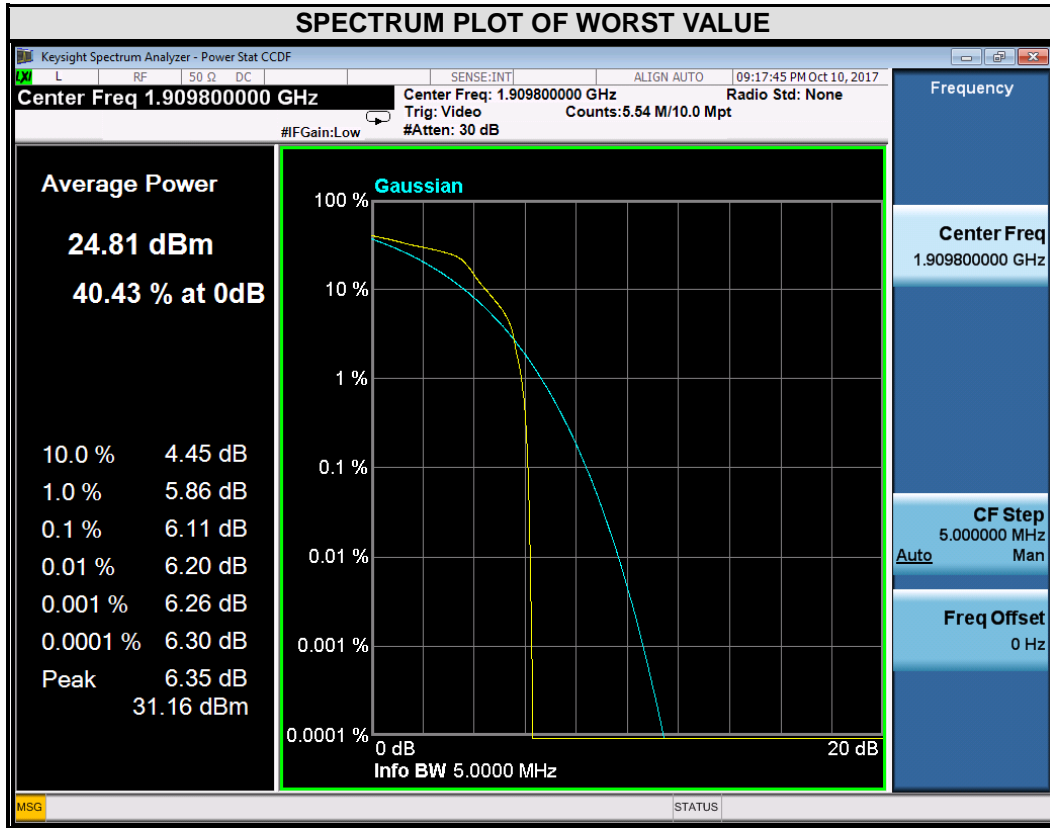 SPECTRUM PLOT OF WORST VALUE
Keysight Spectrum Analyzer - Power Stat CCDF
LXI L RF 50 Ω DC SENSE:INT ALIGN AUTO 09:17:45 PM Oct 10, 2017
Center Freq 1.909800000 GHz
#IFGain:Low
Center Freq: 1.909800000 GHz Radio Std: None
Trig: Video Counts:5.54 M/10.0 Mpt
#Atten: 30 dB
Average Power
24.81 dBm
40.43 % at 0dB
10.0 % 4.45 dB
1.0 % 5.86 dB
0.1 % 6.11 dB
0.01 % 6.20 dB
0.001 % 6.26 dB
0.0001 % 6.30 dB
Peak 6.35 dB
31.16 dBm
Gaussian
100 %
10 %
1 %
0.1 %
0.01 %
0.001 %
0.0001 %
0 dB 20 dB
Info BW 5.0000 MHz
Frequency
Center Freq
1.909800000 GHz
CF Step
5.000000 MHz
Auto Man
Freq Offset
0 Hz
MSG STATUS